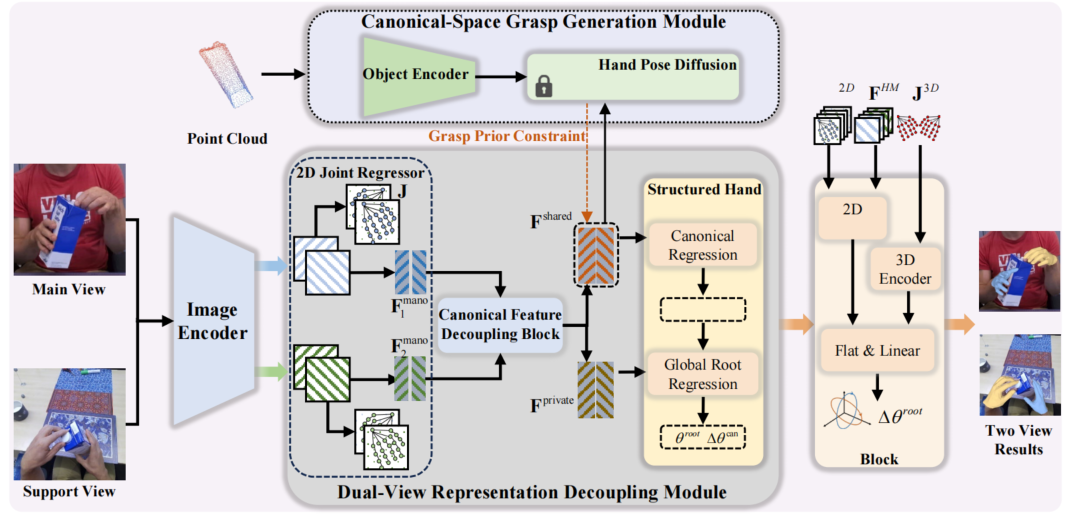 Canonical-Space Grasp Generation Module
Object Encoder
Hand Pose Diffusion
Point Cloud
Grasp Prior Constraint
2D
F^HM
J^3D
2D Joint Regressor
J
Structured Hand
F^shared
Canonical
Regression
2D
3D
Encoder
Main View
Image
Encoder
F_1^mano
Canonical Feature
Decoupling Block
F_2^mano
Global Root
Regression
Flat & Linear
F^private
θ^root Δθ^can
Δθ^root
Block
Two View
Results
Support View
Dual-View Representation Decoupling Module